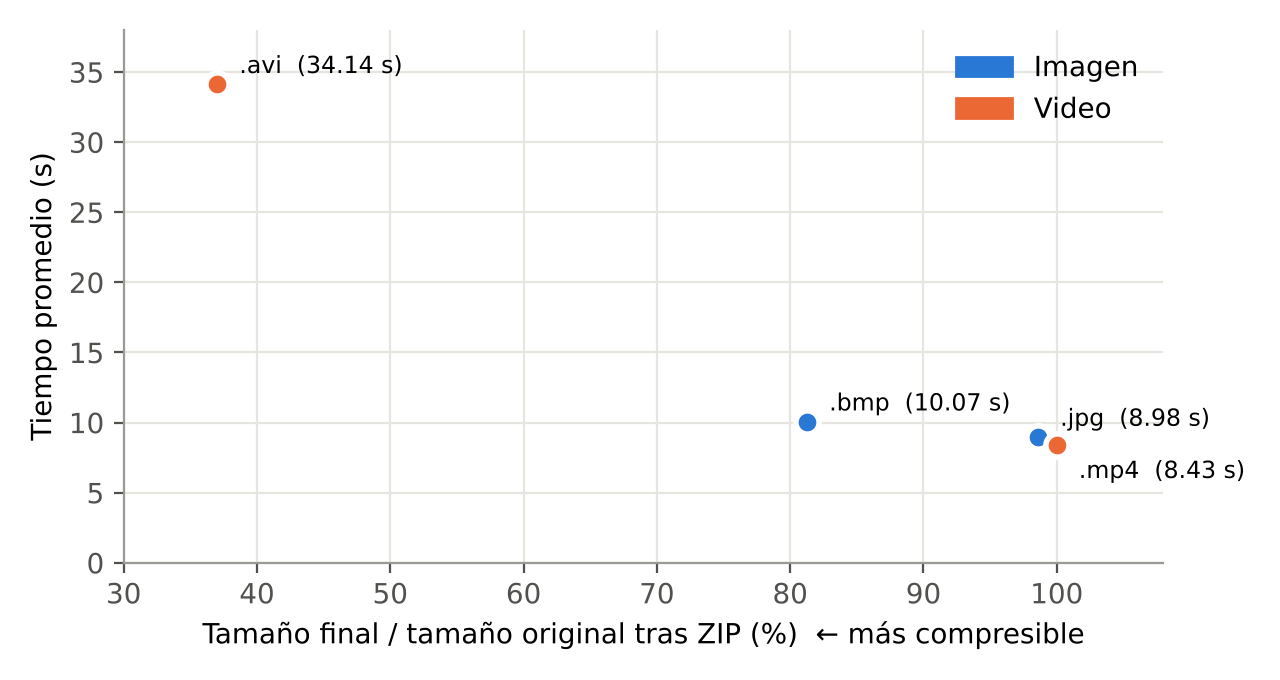 Tiempo promedio (s)
35
30
25
20
15
10
5
0
.avi (34.14 s)
Imagen
Video
.bmp (10.07 s)
.jpg (8.98 s)
.mp4 (8.43 s)
30 40 50 60 70 80 90 100
Tamaño final / tamaño original tras ZIP (%) ← más compresible